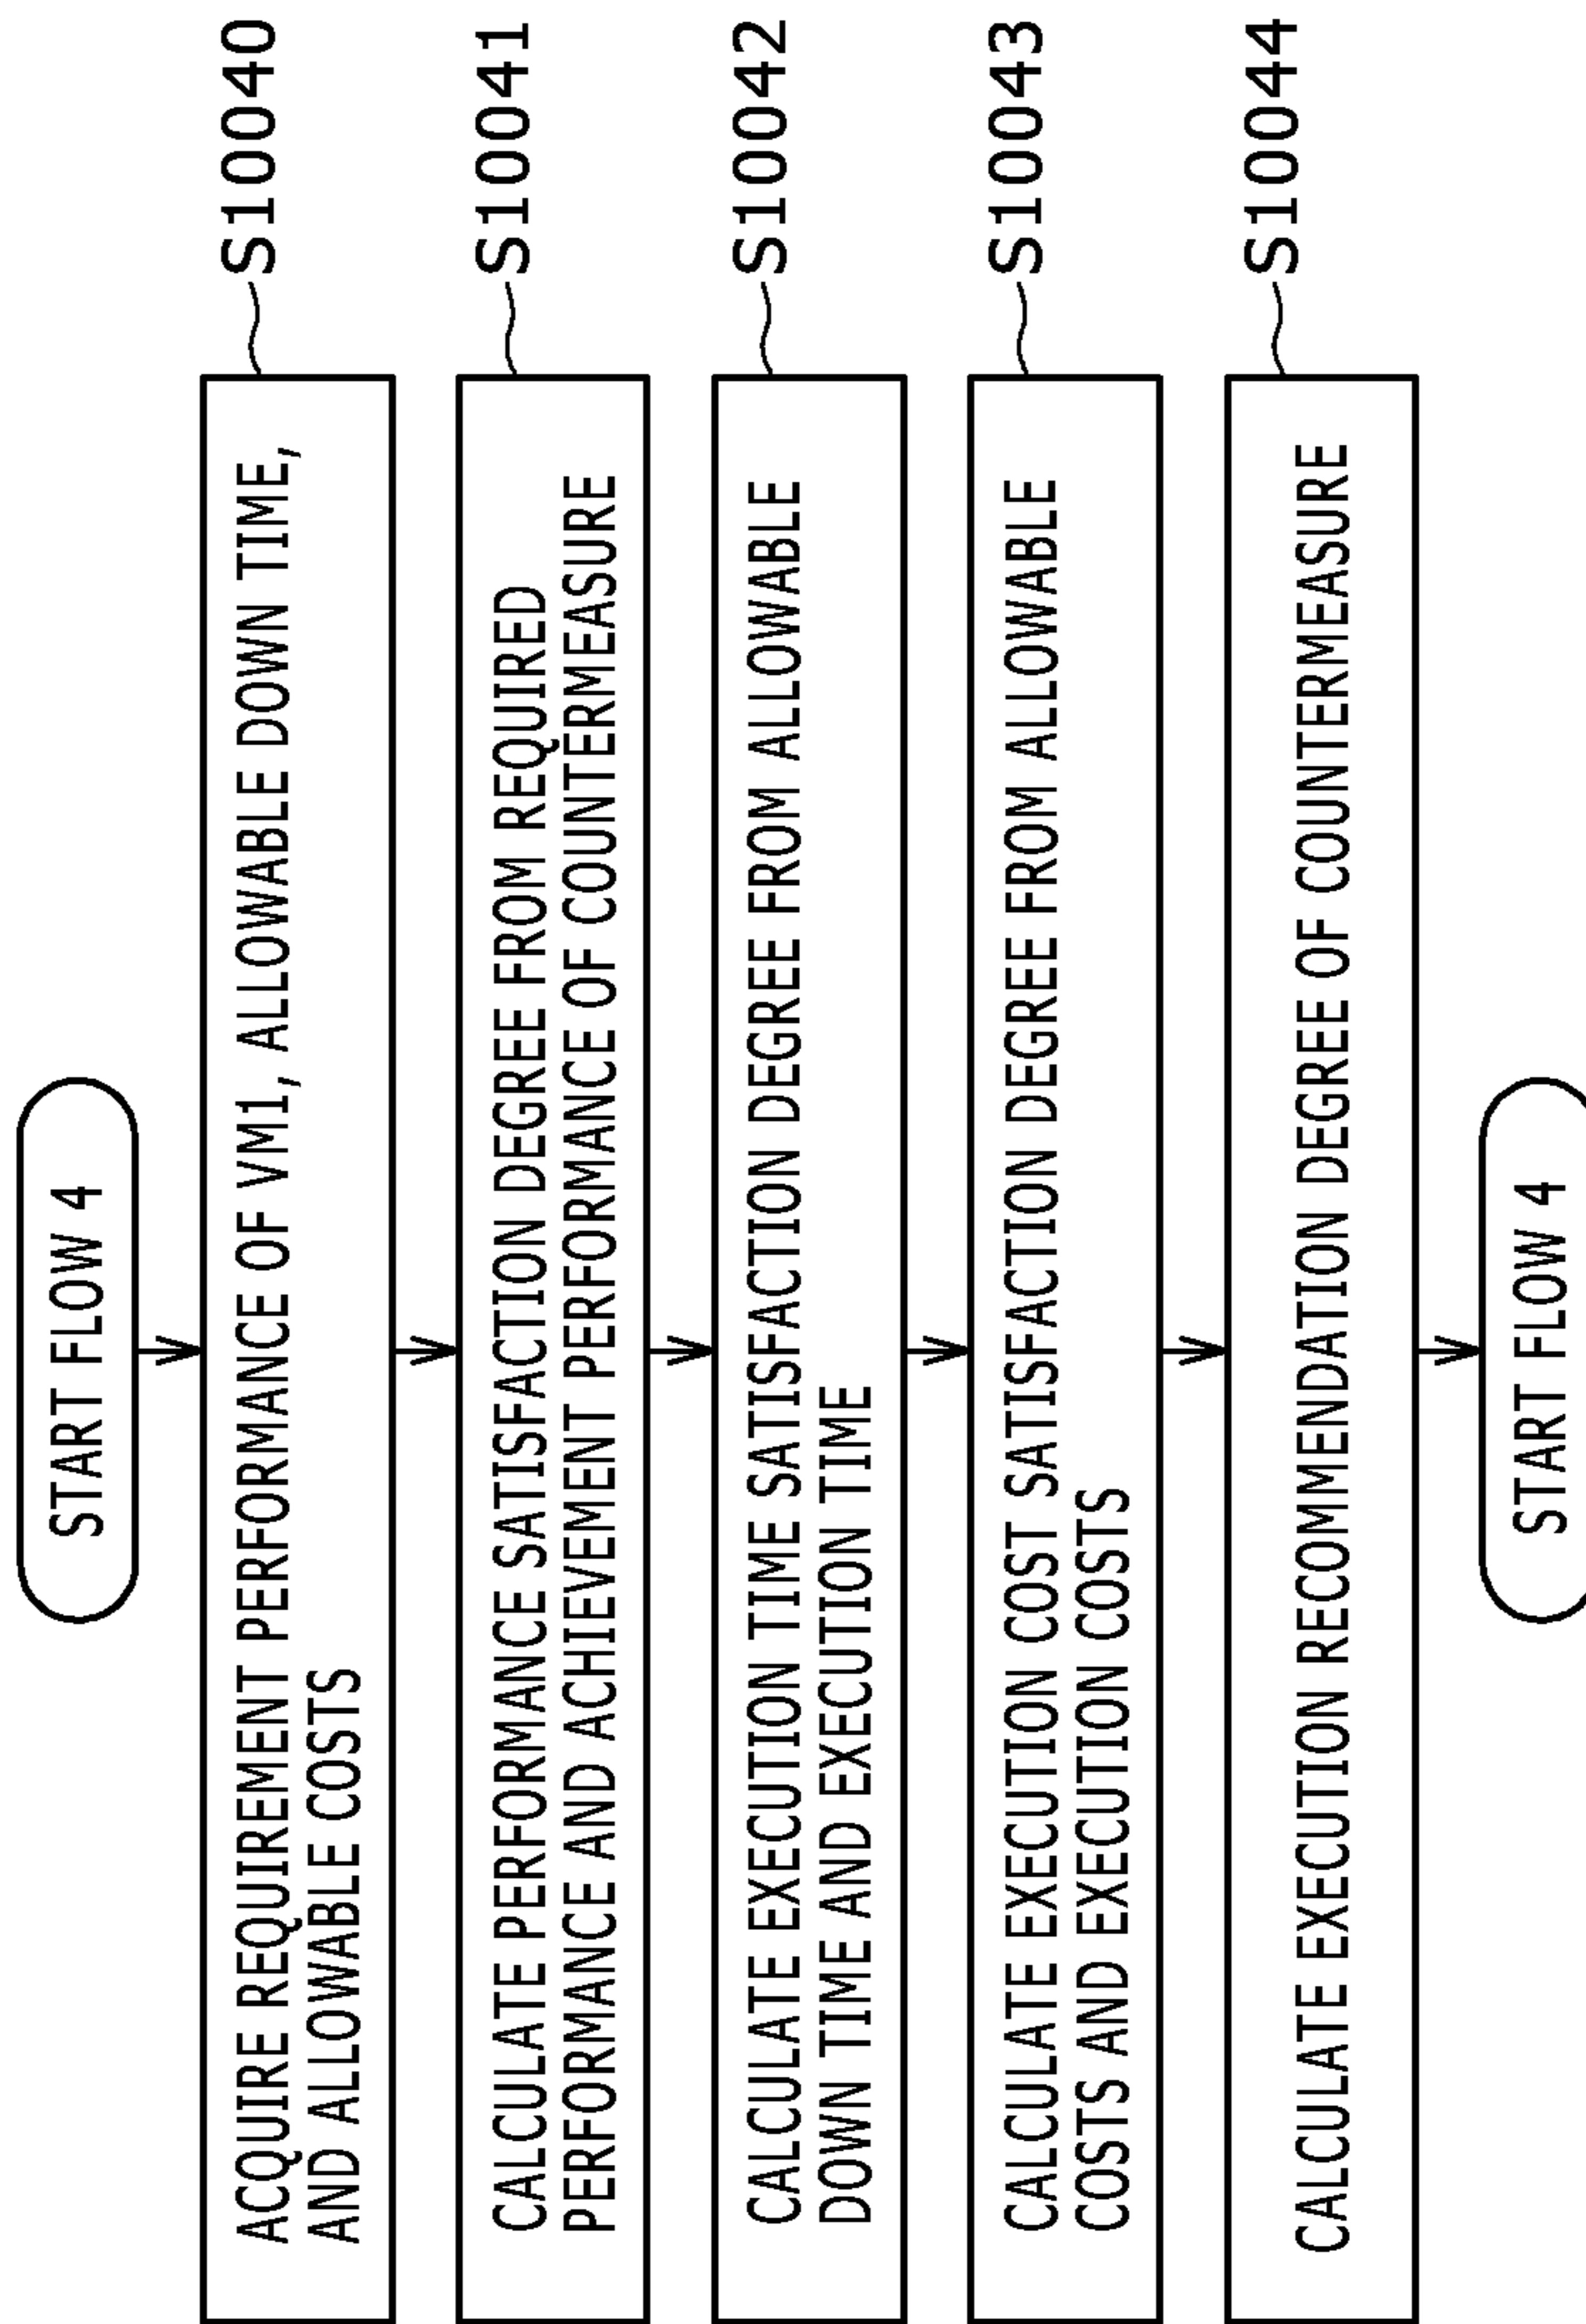 START FLOW 4
ACQUIRE REQUIREMENT PERFORMANCE OF VM1, ALLOWABLE DOWN TIME,
AND ALLOWABLE COSTS
S10040
CALCULATE PERFORMANCE SATISFACTION DEGREE FROM REQUIRED
PERFORMANCE AND ACHIEVEMENT PERFORMANCE OF COUNTERMEASURE
S10041
CALCULATE EXECUTION TIME SATISFACTION DEGREE FROM ALLOWABLE
DOWN TIME AND EXECUTION TIME
S10042
CALCULATE EXECUTION COST SATISFACTION DEGREE FROM ALLOWABLE
COSTS AND EXECUTION COSTS
S10043
CALCULATE EXECUTION RECOMMENDATION DEGREE OF COUNTERMEASURE
S10044
START FLOW 4